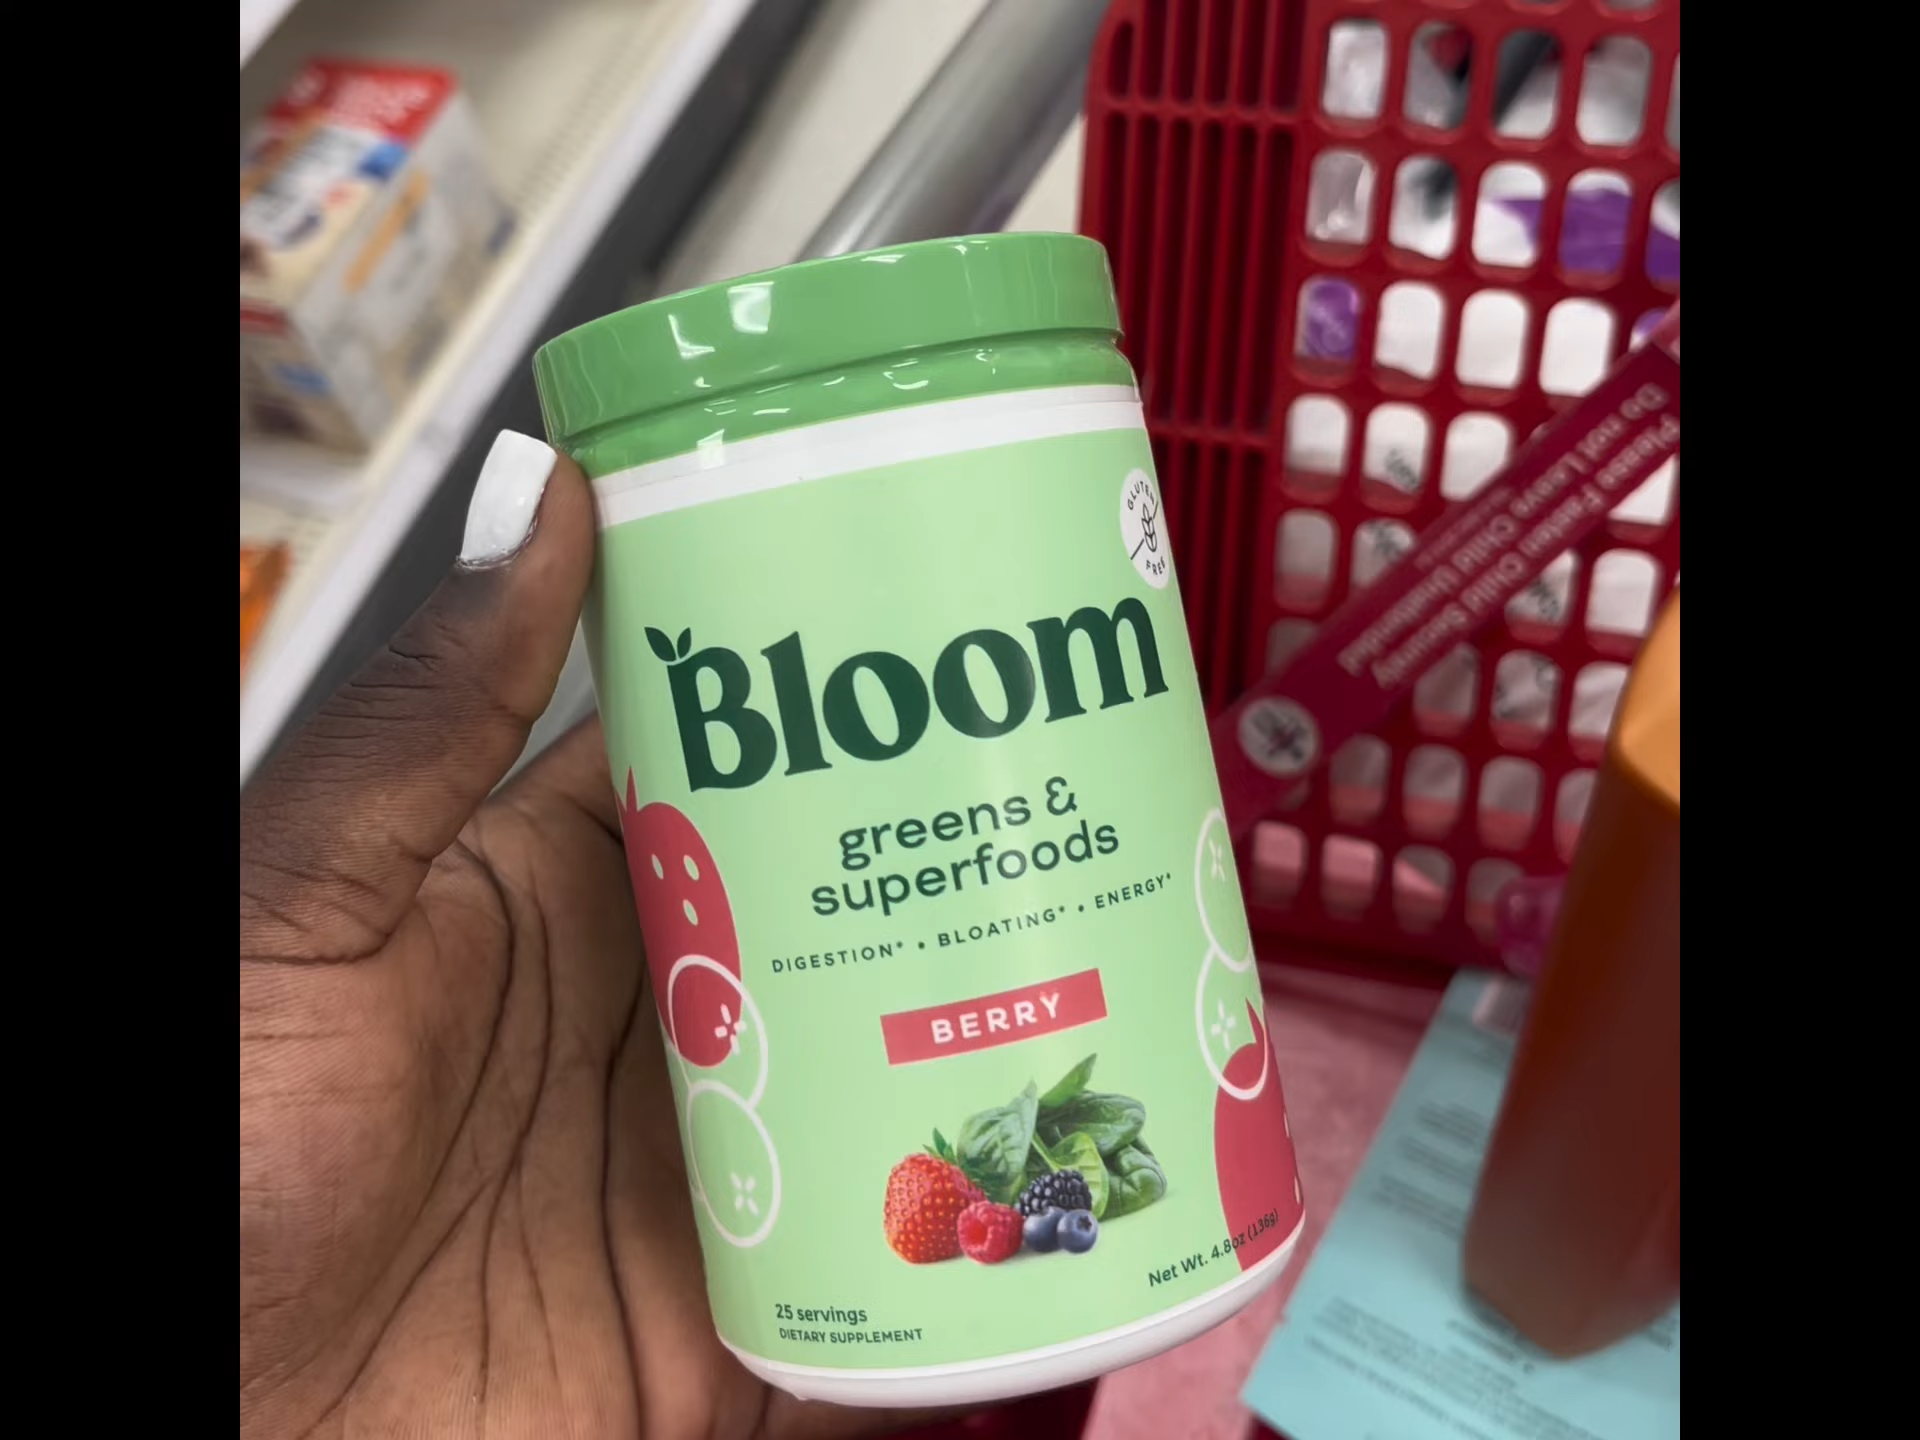 GLUTEN
FREE
Bloom
greens &
superfoods
DIGESTION* • BLOATING* • ENERGY*
BERRY
Net Wt. 4.8oz (136g)
25 servings
DIETARY SUPPLEMENT
Please Fasten Child Securely
Do not Leave Child Unattended